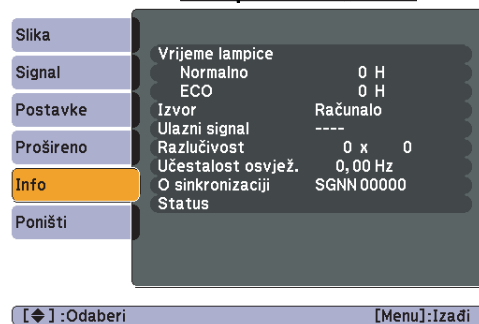 Slika
Signal
Postavke
Prošireno
Info
Poništi
Vrijeme lampice
Normalno 0 H
ECO 0 H
Izvor Računalo
Ulazni signal ----
Razlučivost 0 x 0
Učestalost osvjež. 0,00 Hz
O sinkronizaciji SGNN 00000
Status
[◆] :Odaberi [Menu]:Izađi